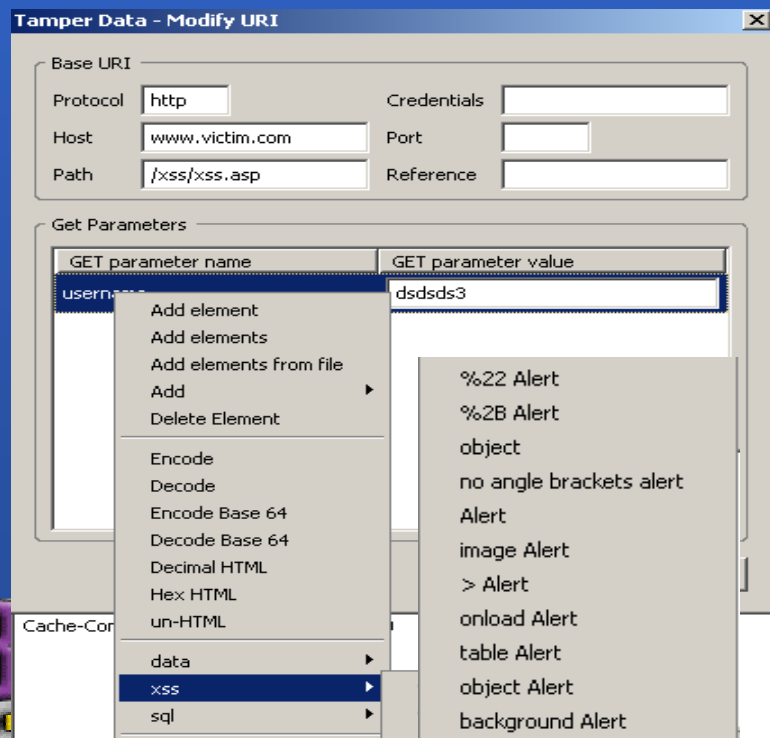 Tamper Data - Modify URI
Base URI
Protocol http Credentials
Host www.victim.com Port
Path /xss/xss.asp Reference
Get Parameters
GET parameter name GET parameter value
dsdsds3
Add element
Add elements
Add elements from file
Add
Delete Element
Encode
Decode
Encode Base 64
Decode Base 64
Decimal HTML
Hex HTML
un-HTML
data
xss
sql
%22 Alert
%2B Alert
object
no angle brackets alert
Alert
image Alert
> Alert
onload Alert
table Alert
object Alert
background Alert